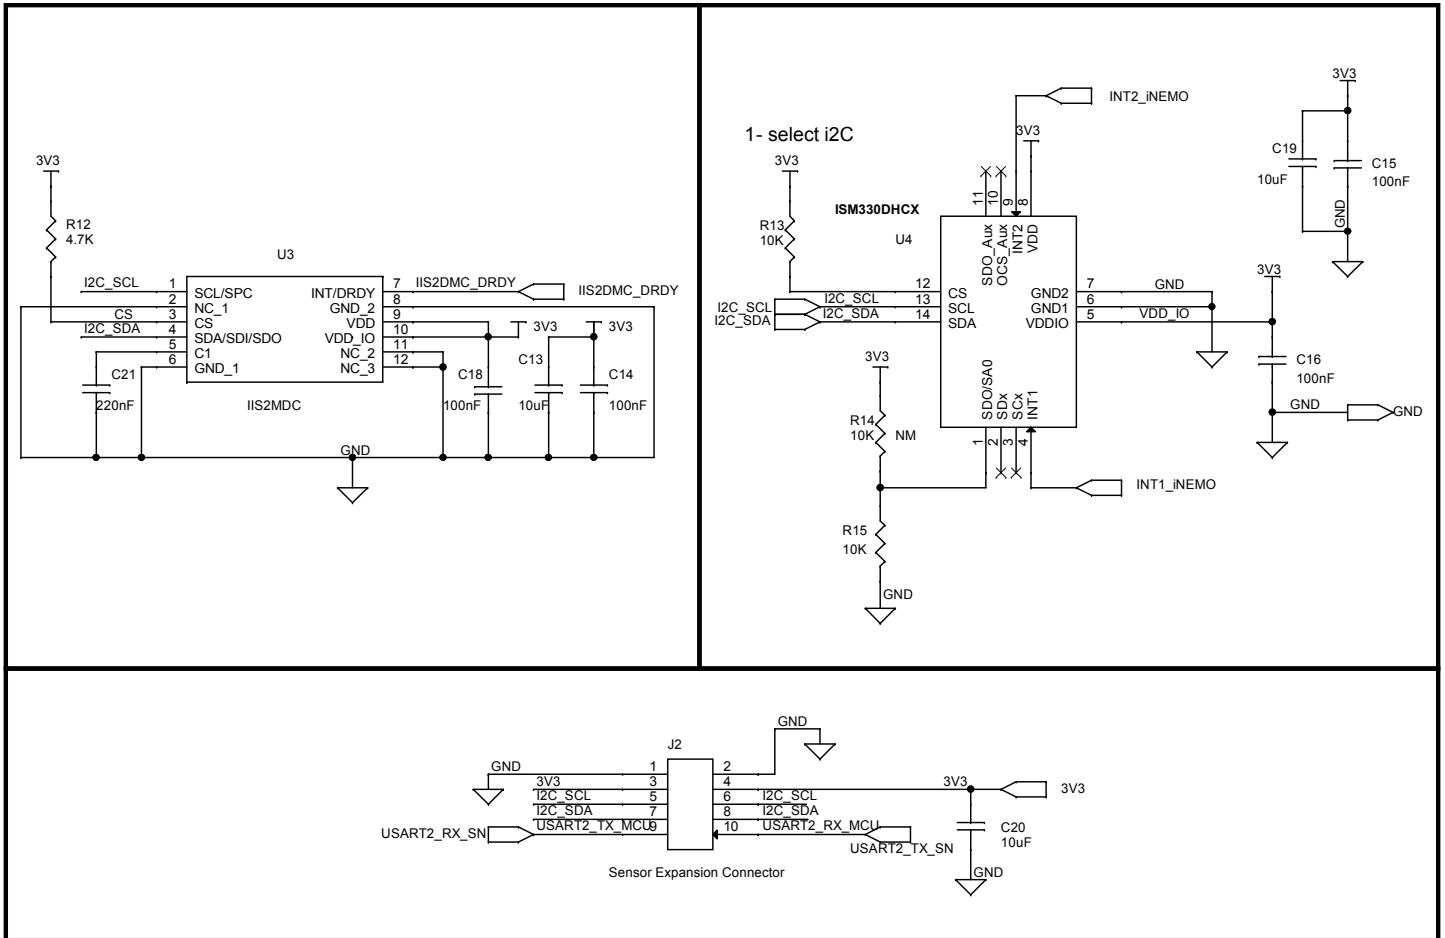 3V3
R12
4.7K
U3
I2C_SCL
1
2
CS
3
I2C_SDA
4
5
6
SCL/SPC
NC_1
CS
SDA/SDI/SDO
C1
GND_1
INT/DRDY
GND_2
VDD
VDD_IO
NC_2
NC_3
7
8
9
10
11
12
IIS2DMC_DRDY
IIS2DMC_DRDY
3V3
3V3
C21
220nF
IIS2MDC
C18
100nF
C13
10uF
C14
100nF
GND
1- select i2C
3V3
R13
10K
ISM330DHCX
U4
INT2_iNEMO
3V3
11
10
9
8
SDO_Aux
OCS_Aux
INT2
VDD
12
13
14
I2C_SCL
I2C_SDA
I2C_SCL
I2C_SDA
CS
SCL
SDA
GND2
GND1
VDDIO
7
6
5
GND
VDD_IO
SDO/SA0
SDx
SCx
INT1
1
2
3
4
INT1_iNEMO
3V3
R14
10K
NM
R15
10K
GND
3V3
C19
10uF
C15
100nF
GND
3V3
C16
100nF
GND
GND
J2
GND
1
3V3
3
I2C_SCL
5
I2C_SDA
7
USART2_TX_MCU
9
USART2_RX_SN
GND
2
4
6
I2C_SCL
8
I2C_SDA
10
USART2_RX_MCU
USART2_TX_SN
3V3
3V3
C20
10uF
GND
Sensor Expansion Connector